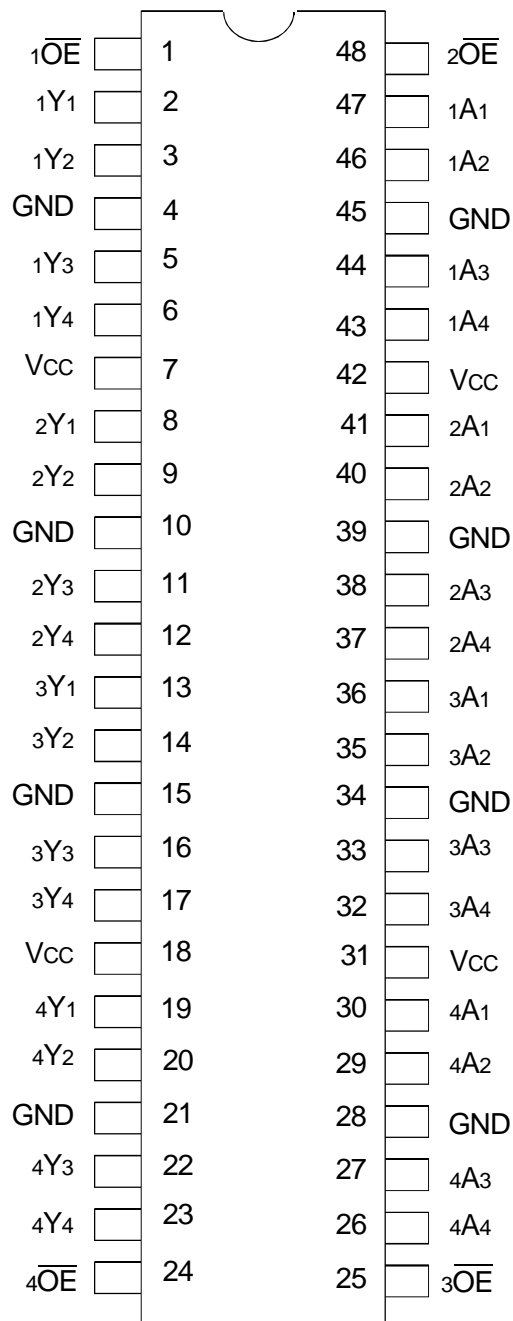 1OE 1 48 2OE
1Y1 2 47 1A1
1Y2 3 46 1A2
GND 4 45 GND
1Y3 5 44 1A3
1Y4 6 43 1A4
VCC 7 42 VCC
2Y1 8 41 2A1
2Y2 9 40 2A2
GND 10 39 GND
2Y3 11 38 2A3
2Y4 12 37 2A4
3Y1 13 36 3A1
3Y2 14 35 3A2
GND 15 34 GND
3Y3 16 33 3A3
3Y4 17 32 3A4
VCC 18 31 VCC
4Y1 19 30 4A1
4Y2 20 29 4A2
GND 21 28 GND
4Y3 22 27 4A3
4Y4 23 26 4A4
4OE 24 25 3OE